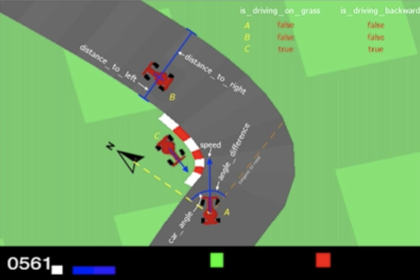 is_driving_on_grass is_driving_backward
A false false
B false false
C true true
distance_to_left
distance_to_right
B
C
N
speed
angle_difference
car_angle
A
0561